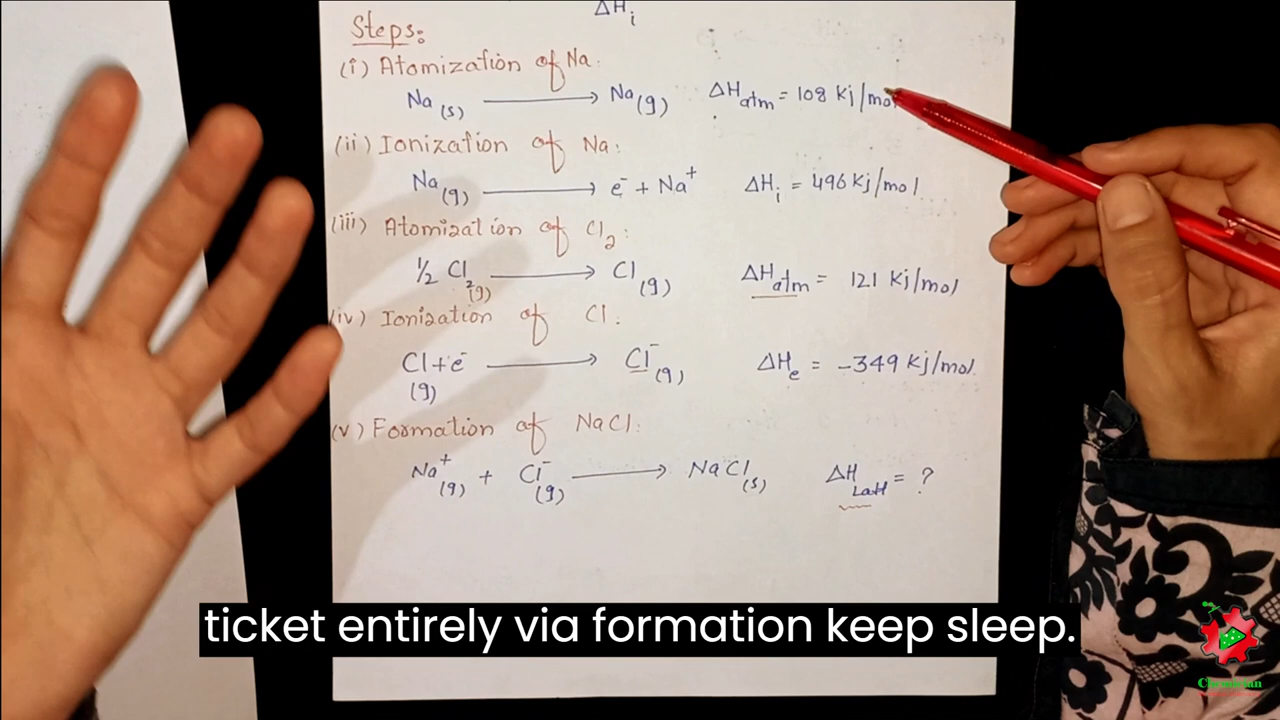 ΔHᵢ
Steps:
(i) Atomization of Na:
Na(s) ⟶ Na(g) ΔHatm = 108 kj/mol
(ii) Ionization of Na:
Na(g) ⟶ e⁻ + Na⁺ ΔHᵢ = 496 kj/mol
(iii) Atomization of Cl₂:
½ Cl₂(g) ⟶ Cl(g) ΔHatm = 121 kj/mol
(iv) Ionization of Cl:
Cl(g) + e⁻ ⟶ Cl⁻(g) ΔHₑ = -349 kj/mol
(v) Formation of NaCl:
Na⁺(g) + Cl⁻(g) ⟶ NaCl(s) ΔHLatt = ?
ticket entirely via formation keep sleep.